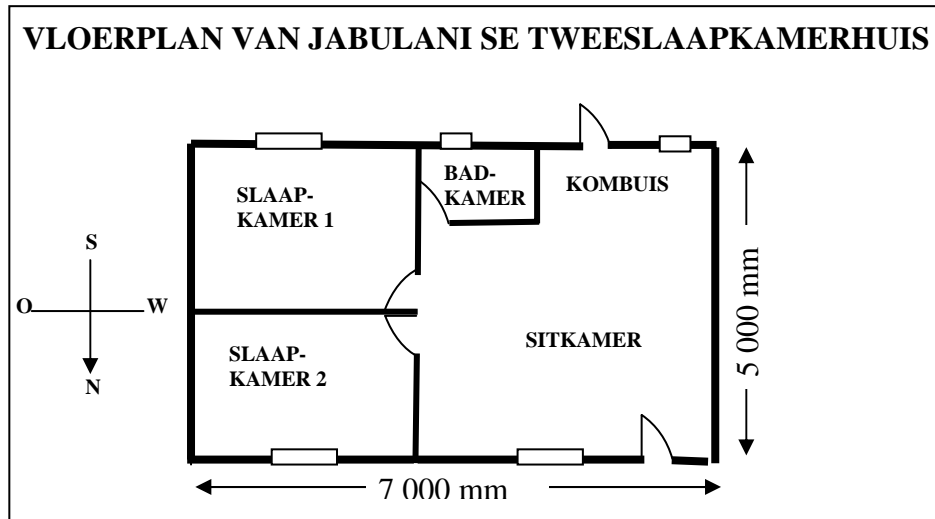 VLOERPLAN VAN JABULANI SE TWEESLAAPKAMERHUIS
BAD-
KAMER
KOMBUIS
SLAAP-
KAMER 1
S
O
W
N
SITKAMER
SLAAP-
KAMER 2
5 000 mm
7 000 mm